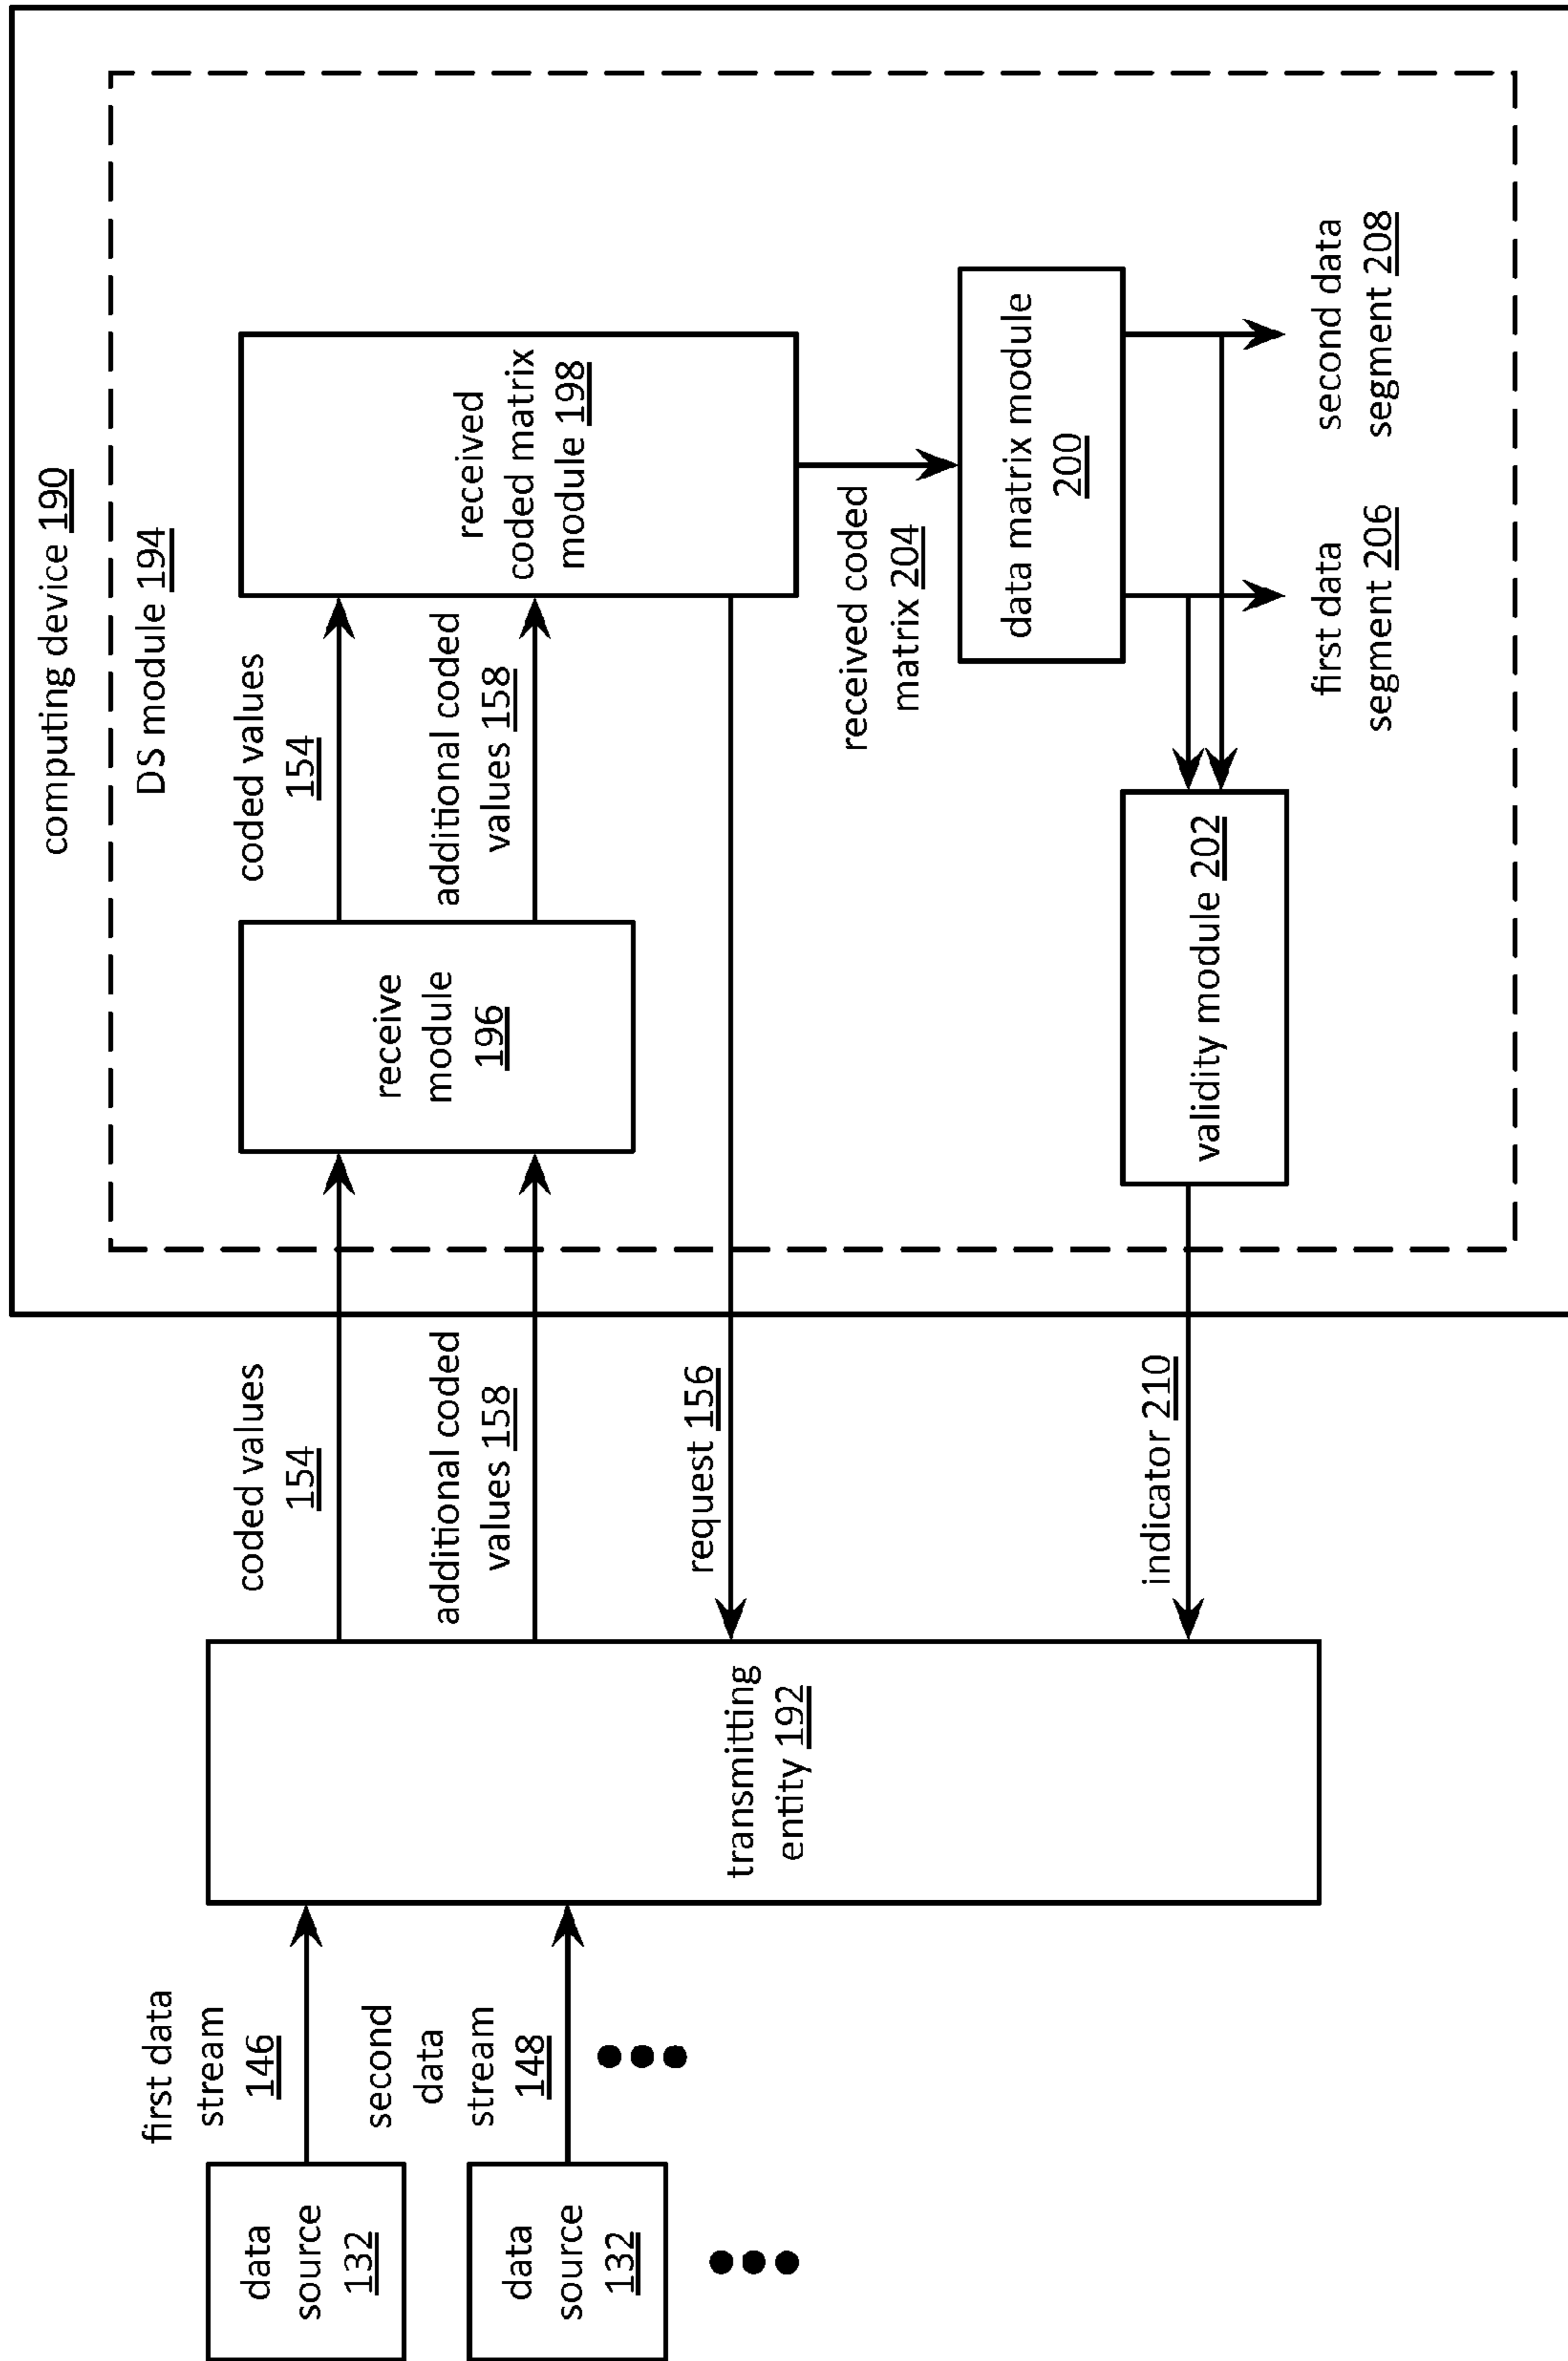 computing device 190
DS module 194
first data
stream 146
second
data
stream 148
data
source
132
data
source
132
transmitting
entity 192
coded values
154
additional coded
values 158
request 156
indicator 210
receive
module
196
coded values
154
additional coded
values 158
received
coded matrix
module 198
received coded
matrix 204
data matrix module
200
validity module 202
first data
segment 206
second data
segment 208